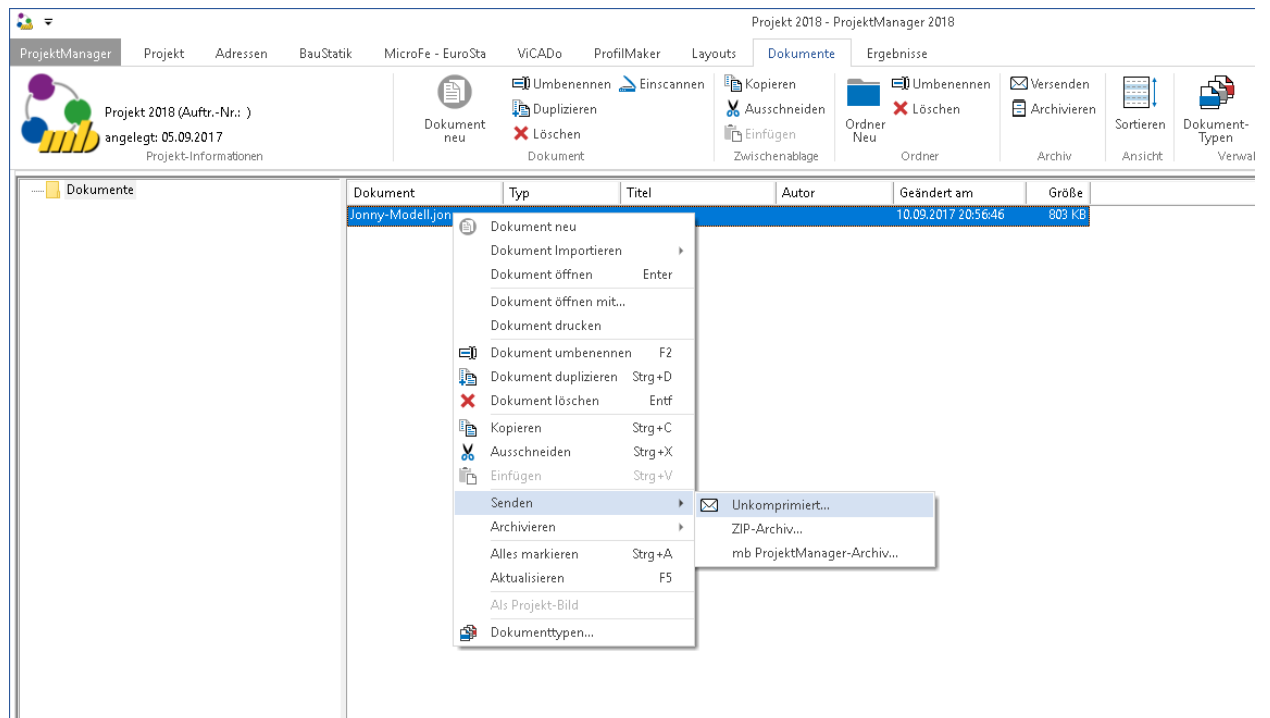 Projekt 2018 - ProjektManager 2018
ProjektManager Projekt Adressen BauStatik MicroFe - EuroSta ViCADo ProfilMaker Layouts Dokumente Ergebnisse
mb
Projekt 2018 (Auftr.-Nr.: )
angelegt: 05.09.2017
Projekt-Informationen
Dokument
neu
Umbenennen
Duplizieren
Löschen
Einscannen
Dokument
Kopieren
Ausschneiden
Einfügen
Zwischenablage
Ordner
Neu
Umbenennen
Löschen
Ordner
Versenden
Archivieren
Archiv
Sortieren
Ansicht
Dokument-
Typen
Verwal
Dokumente
Dokument Typ Titel Autor Geändert am Größe
Jonny-Modell.jon 10.09.2017 20:56:46 803 KB
Dokument neu
Dokument Importieren
Dokument öffnen Enter
Dokument öffnen mit...
Dokument drucken
Dokument umbenennen F2
Dokument duplizieren Strg+D
Dokument löschen Entf
Kopieren Strg+C
Ausschneiden Strg+X
Einfügen Strg+V
Senden
Archivieren
Alles markieren Strg+A
Aktualisieren F5
Als Projekt-Bild
Dokumenttypen...
Unkomprimiert...
ZIP-Archiv...
mb ProjektManager-Archiv...